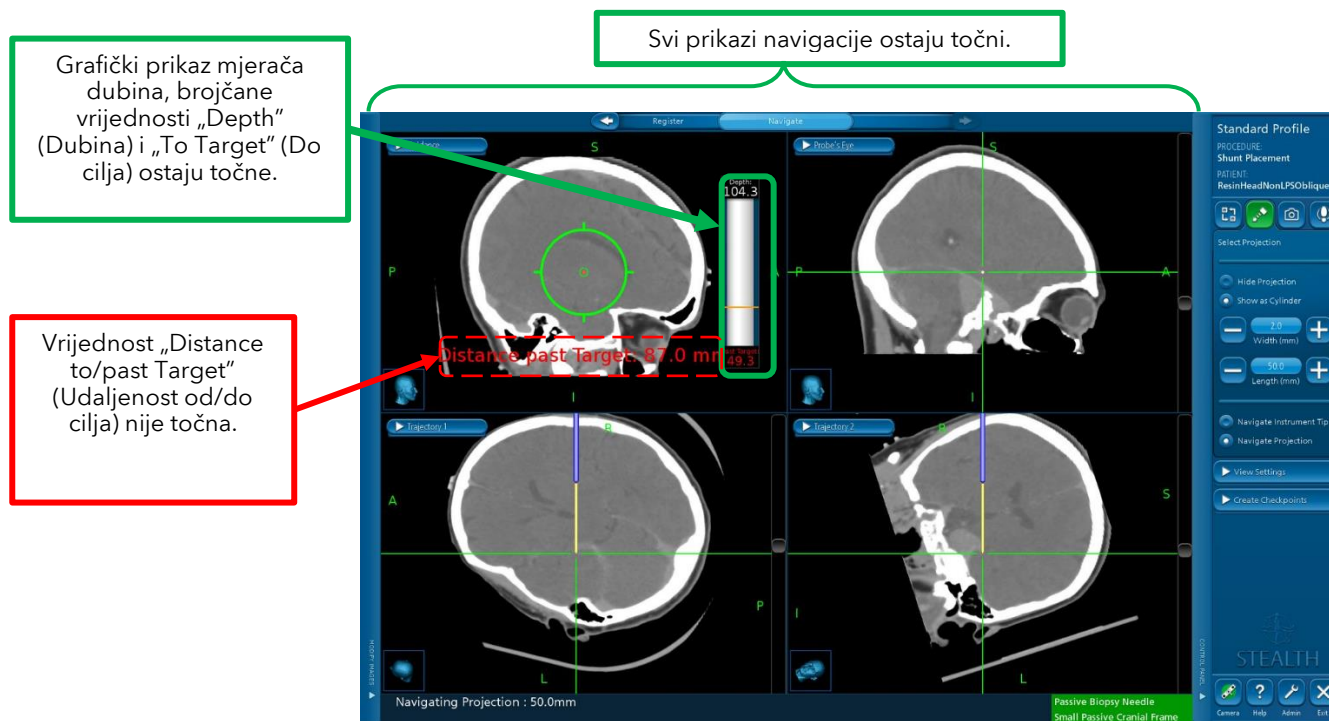 Svi prikazi navigacije ostaju točni.
Grafički prikaz mjerača
dubina, brojčane
vrijednosti „Depth”
(Dubina) i „To Target” (Do
cilja) ostaju točne.
Vrijednost „Distance
to/past Target”
(Udaljenost od/do
cilja) nije točna.
Register
Navigate
S
Depth:
104.3
P
Distance past Target: 87.0 mm
49.3
I
Probe's Eye
S
P
A
I
Trajectory 1
R
A
P
L
Trajectory 2
R
S
I
L
MODIFY IMAGES
CONTROL PANEL
Navigating Projection : 50.0mm
Passive Biopsy Needle
Small Passive Cranial Frame
Standard Profile
PROCEDURE:
Shunt Placement
PATIENT:
ResinHeadNonLPSOblique
Select Projection
Hide Projection
Show as Cylinder
2.0
Width (mm)
50.0
Length (mm)
Navigate Instrument Tip
Navigate Projection
View Settings
Create Checkpoints
STEALTH
Camera
Help
Admin
Exit